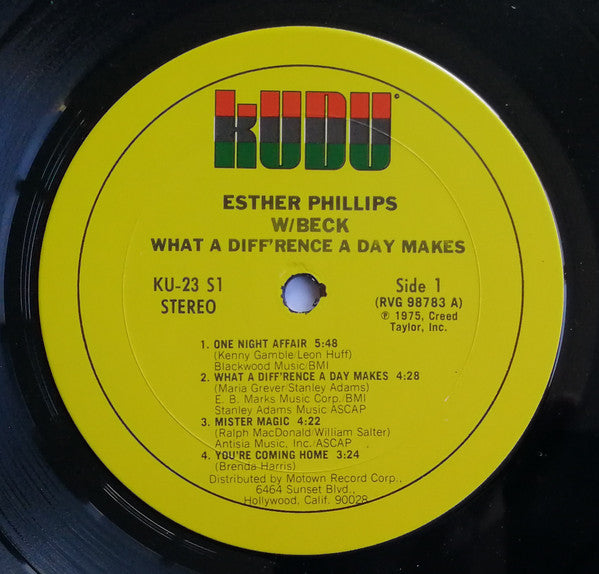 KUDU ©
ESTHER PHILLIPS
W/BECK
WHAT A DIFF'RENCE A DAY MAKES
KU-23 S1
STEREO
Side 1
(RVG 98783 A)
℗ 1975, Creed
Taylor, Inc.
1. ONE NIGHT AFFAIR 5:48
(Kenny Gamble/Leon Huff)
Blackwood Music/BMI
2. WHAT A DIFF'RENCE A DAY MAKES 4:28
(Maria Grever/Stanley Adams)
E. B. Marks Music Corp./BMI
Stanley Adams Music ASCAP
3. MISTER MAGIC 4:22
(Ralph MacDonald/William Salter)
Antisia Music, Inc./ASCAP
4. YOU'RE COMING HOME 3:24
(Brenda Harris)
Distributed by Motown Record Corp.,
6464 Sunset Blvd.,
Hollywood, Calif. 90028